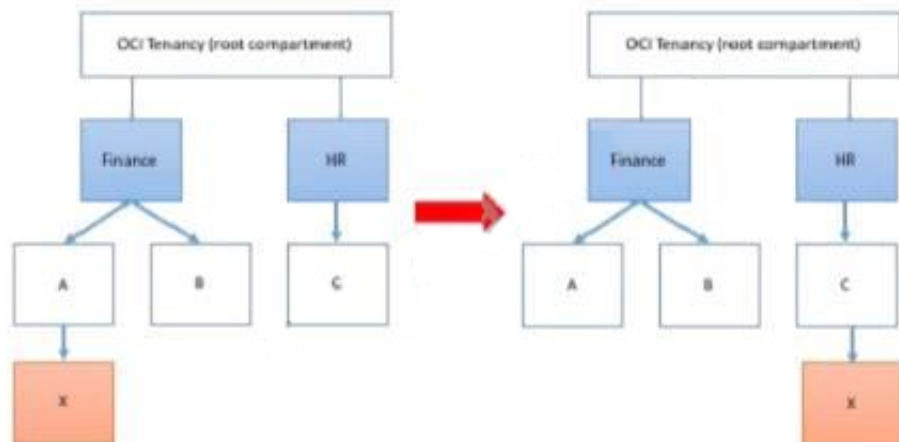 OCI Tenancy (root compartment)
OCI Tenancy (root compartment)
Finance
HR
Finance
HR
A
B
C
A
B
C
X
X